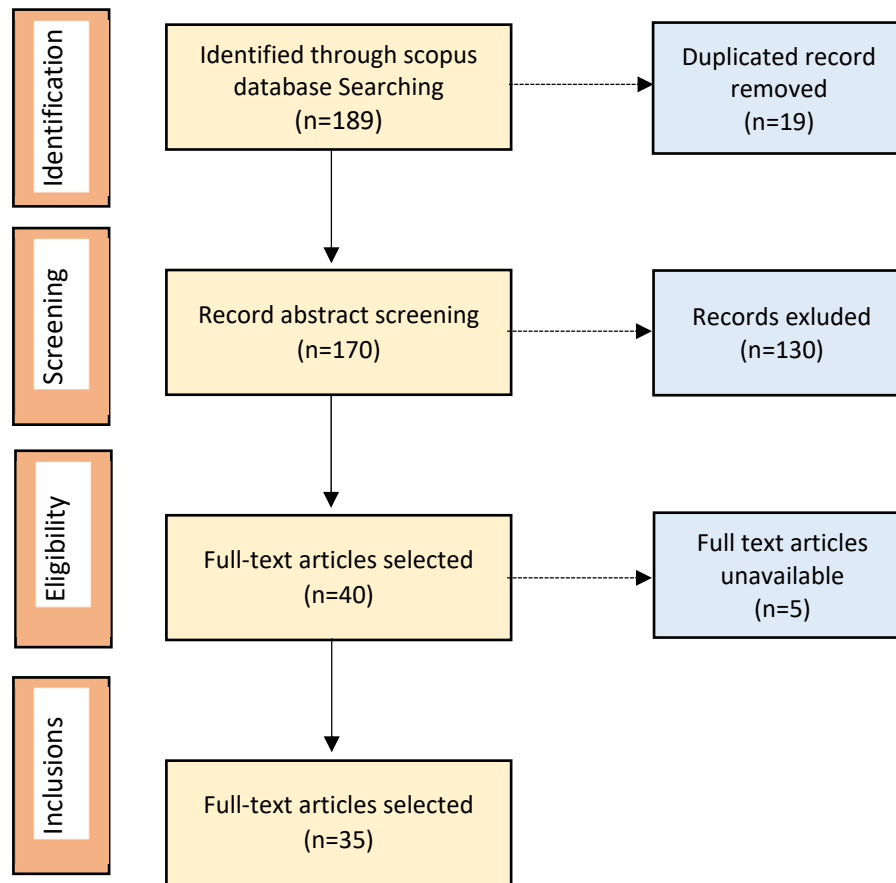 Identification
Identified through scopus
database Searching
(n=189)
Duplicated record
removed
(n=19)
Screening
Record abstract screening
(n=170)
Records exluded
(n=130)
Eligibility
Full-text articles selected
(n=40)
Full text articles
unavailable
(n=5)
Inclusions
Full-text articles selected
(n=35)